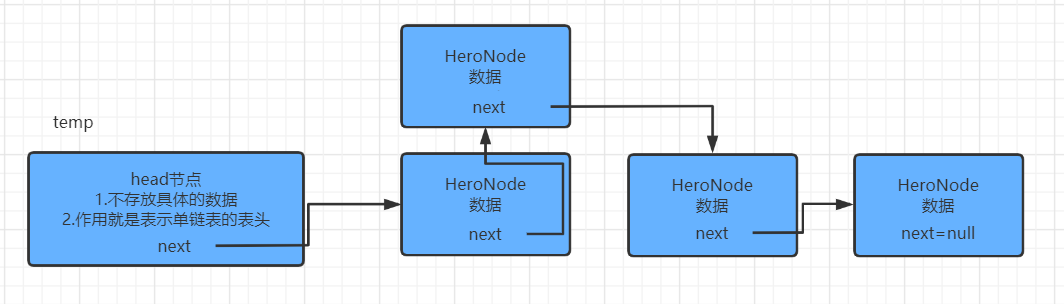 temp
head节点
1.不存放具体的数据
2.作用就是表示单链表的表头
next
HeroNode
数据
next
HeroNode
数据
next
HeroNode
数据
next
HeroNode
数据
next=null